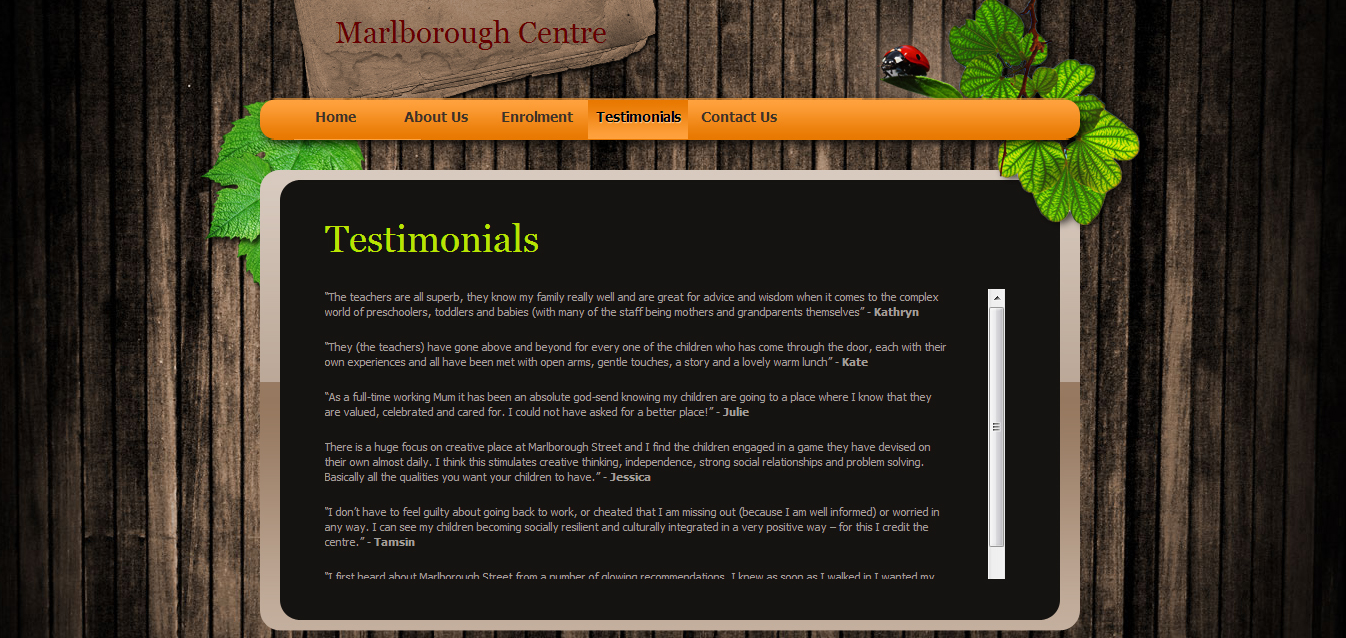 Marlborough Centre
Home About Us Enrolment Testimonials Contact Us
Testimonials
“The teachers are all superb, they know my family really well and are great for advice and wisdom when it comes to the complex
world of preschoolers, toddlers and babies (with many of the staff being mothers and grandparents themselves” - Kathryn
“They (the teachers) have gone above and beyond for every one of the children who has come through the door, each with their
own experiences and all have been met with open arms, gentle touches, a story and a lovely warm lunch” - Kate
“As a full-time working Mum it has been an absolute god-send knowing my children are going to a place where I know that they
are valued, celebrated and cared for. I could not have asked for a better place!” - Julie
There is a huge focus on creative place at Marlborough Street and I find the children engaged in a game they have devised on
their own almost daily. I think this stimulates creative thinking, independence, strong social relationships and problem solving.
Basically all the qualities you want your children to have.” - Jessica
“I don’t have to feel guilty about going back to work, or cheated that I am missing out (because I am well informed) or worried in
any way. I can see my children becoming socially resilient and culturally integrated in a very positive way – for this I credit the
centre.” - Tamsin
“I first heard about Marlborough Street from a number of glowing recommendations. I knew as soon as I walked in I wanted my